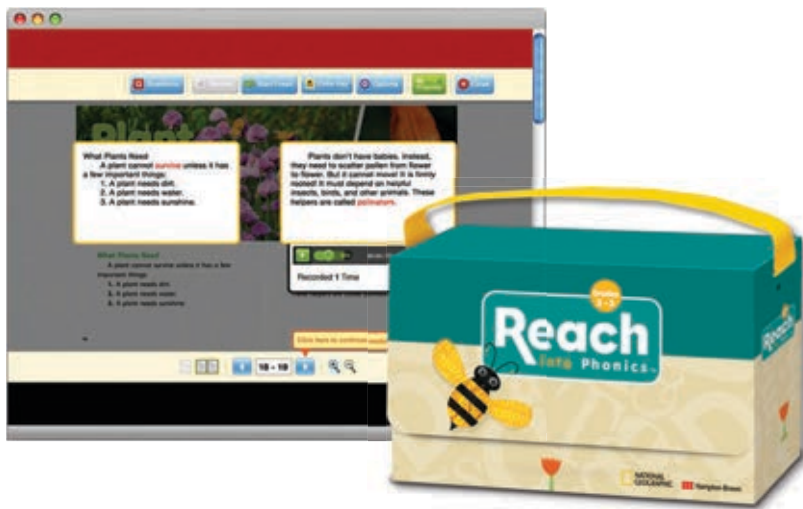 Close
Plant
What Plants Need
A plant cannot survive unless it has
a few important things:
1. A plant needs dirt.
2. A plant needs water.
3. A plant needs sunshine.
Plants don't have babies. Instead,
they need to scatter pollen from flower
to flower. But it cannot move! It is firmly
rooted! It must depend on helpful
insects, birds, and other animals. These
helpers are called pollinators.
What Plants Need
A plant cannot survive unless it has a few
important things:
1. A plant needs dirt.
2. A plant needs water.
3. A plant needs sunshine.
Recorded 1 Time
Click here to continue
18 - 19
Grades
Reach
into Phonics
Reach
NATIONAL
GEOGRAPHIC
Hampton-Brown